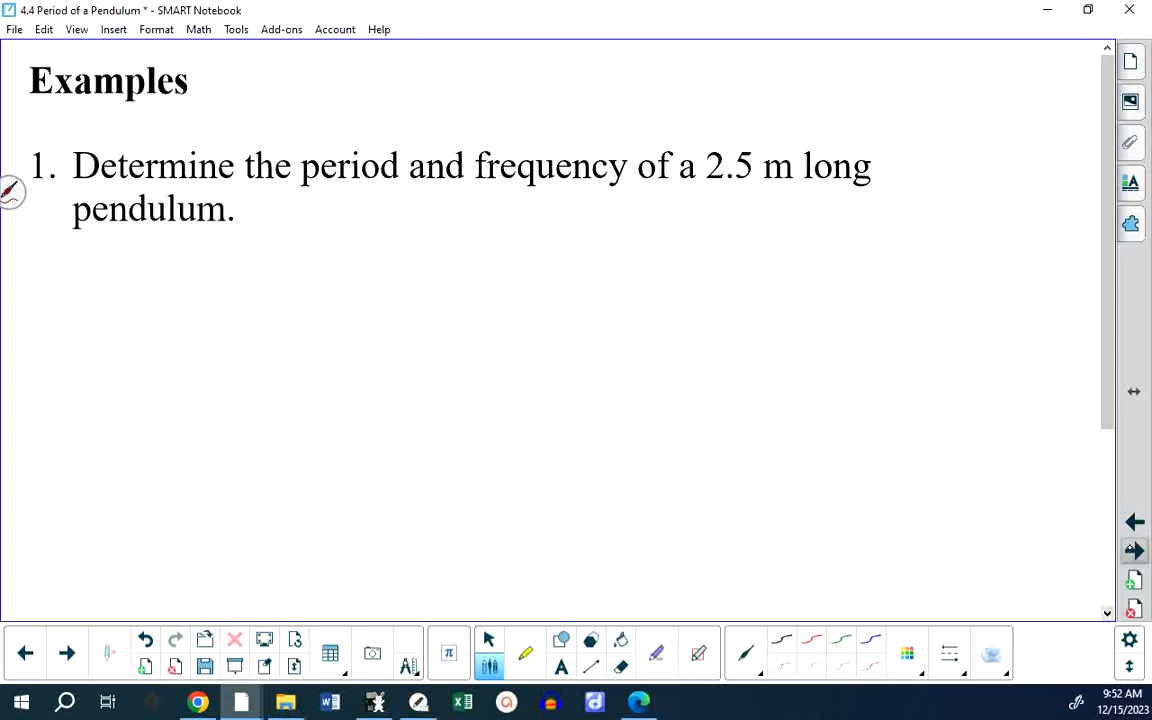 4.4 Period of a Pendulum * - SMART Notebook
File Edit View Insert Format Math Tools Add-ons Account Help
Examples
1. Determine the period and frequency of a 2.5 m long
pendulum.
9:52 AM
12/15/2023